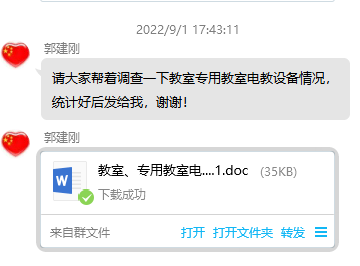 2022/9/1 17:43:11
郭建刚
请大家帮着调查一下教室专用教室电教设备情况，
统计好后发给我，谢谢！
郭建刚
教室、专用教室电....1.doc (35KB)
下载成功
来自群文件 打开 打开文件夹 转发